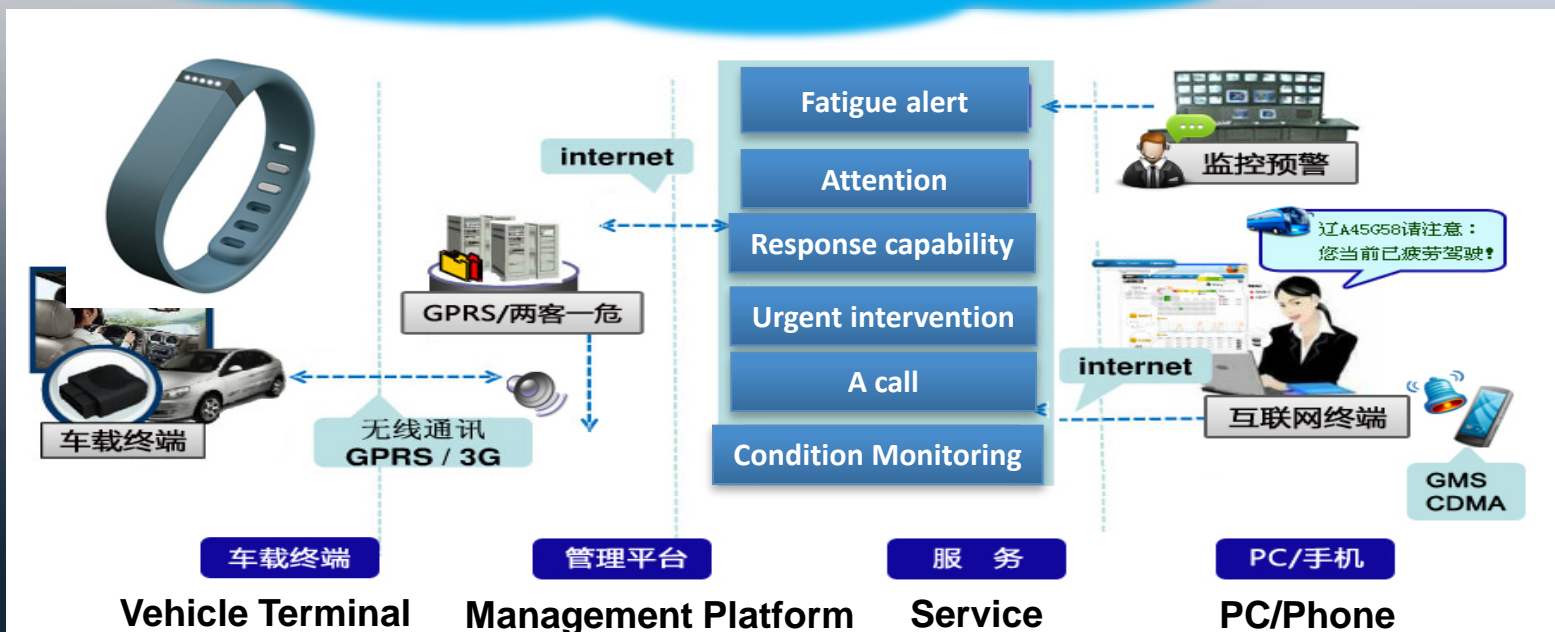 Fatigue alert
Attention
Response capability
Urgent intervention
A call
Condition Monitoring
internet
GPRS/两客一危
车载终端
无线通讯
GPRS / 3G
监控预警
辽A45G58请注意：
您当前已疲劳驾驶！
internet
互联网终端
GMS
CDMA
车载终端
管理平台
服 务
PC/手机
Vehicle Terminal
Management Platform
Service
PC/Phone